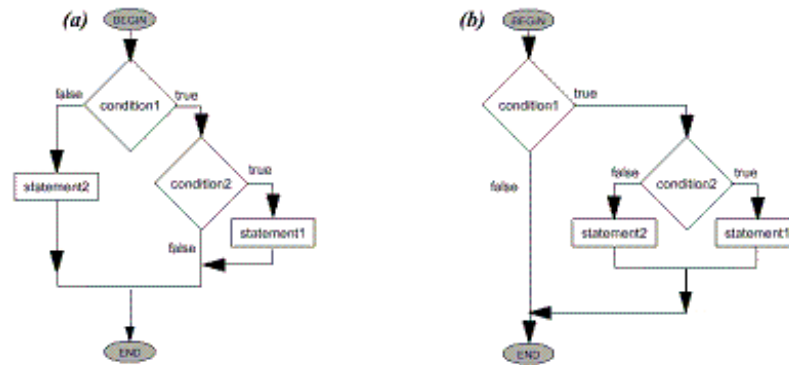 (a)
BEGIN
condition1
false
true
statement2
condition2
true
statement1
false
END
(b)
BEGIN
condition1
true
false
condition2
false
true
statement2
statement1
END